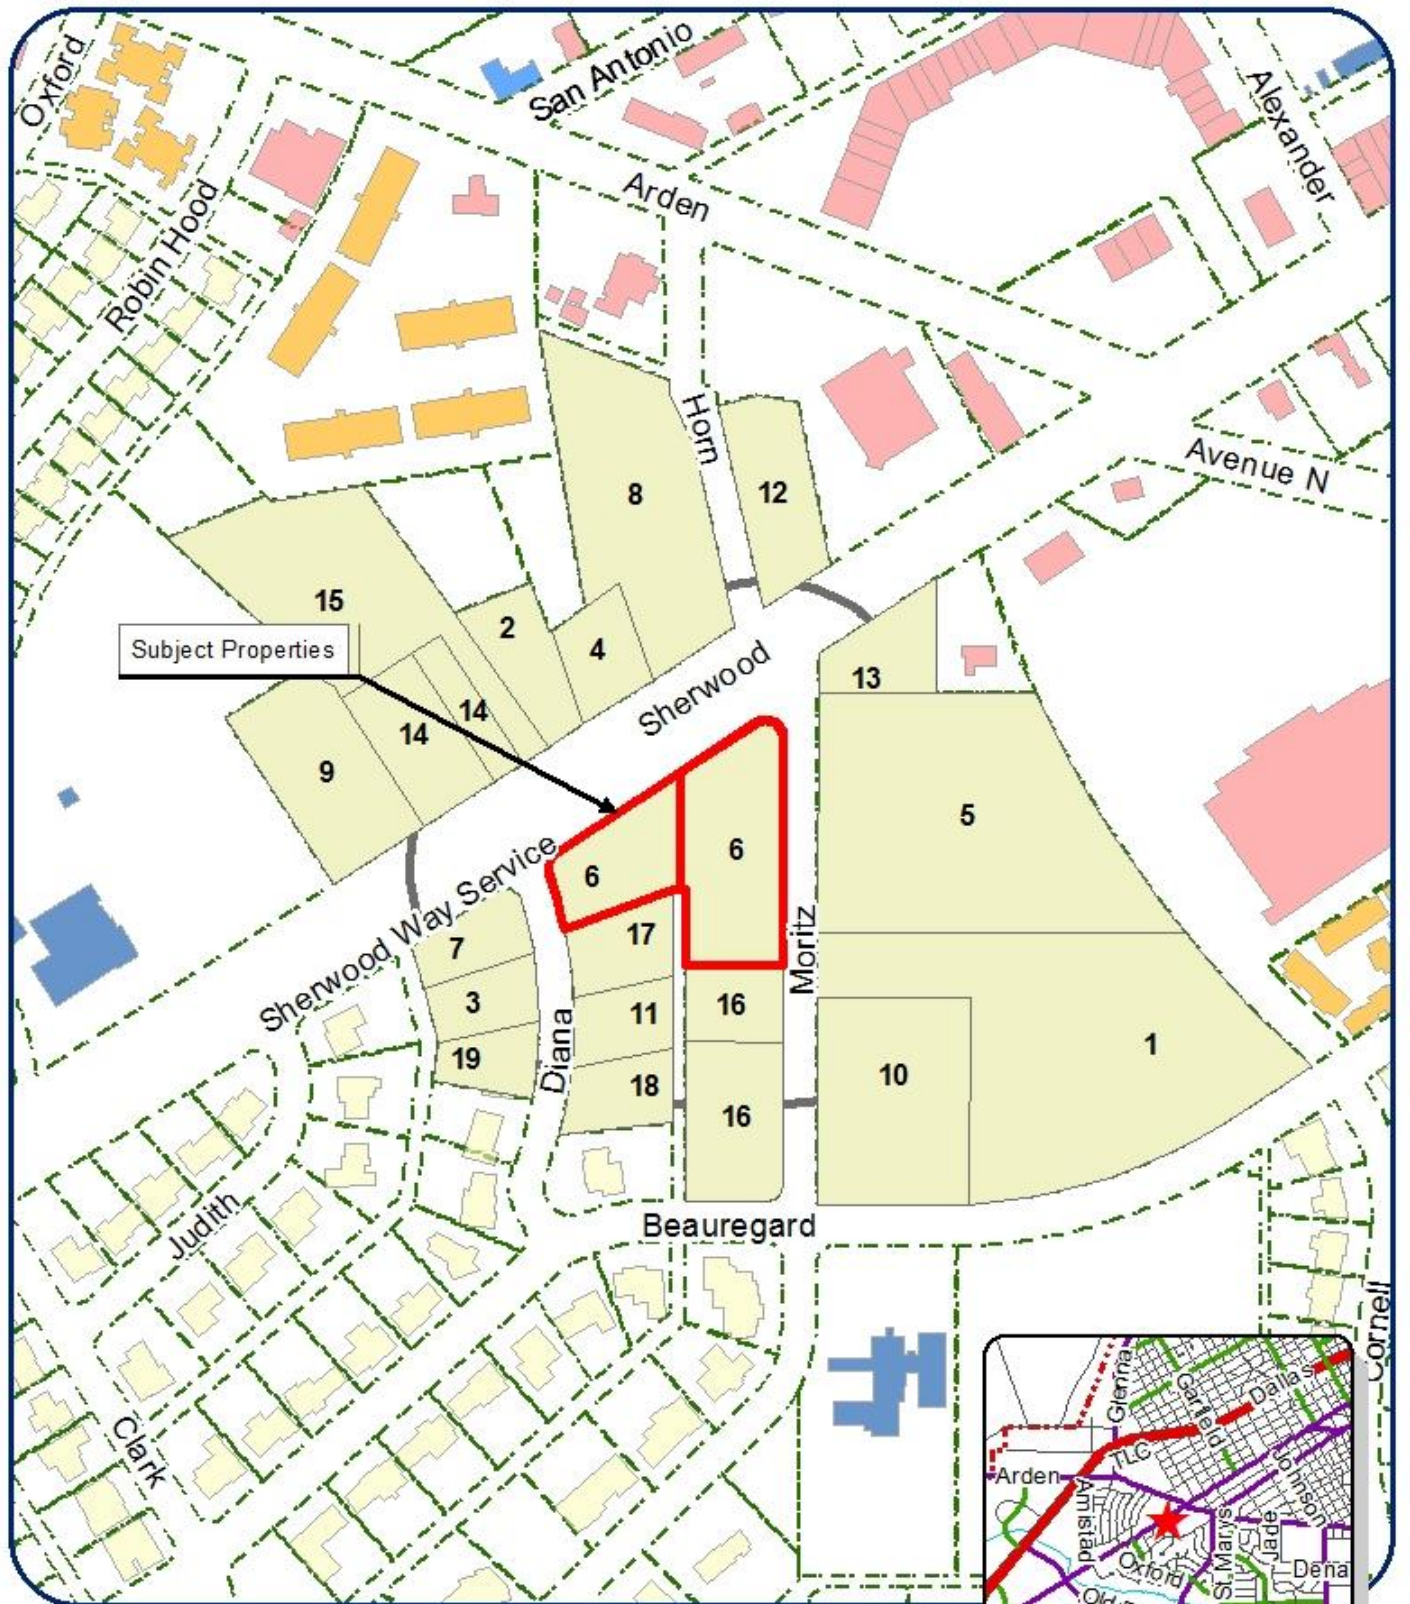 Oxford
San Antonio
Alexander
Arden
Robin Hood
Horn
Avenue N
8
12
15
2
4
Subject Properties
Sherwood
13
14
14
9
5
6
6
Sherwood Way Service
17
7
Moritz
3
11
16
1
19
Diana
18
10
16
Judith
Beauregard
Cornell
Clark
Glenna
Garfield
Dallas
TLC
Arden
Johnson
Amistad
St Marys
Jade
Oxford
Dena
Old